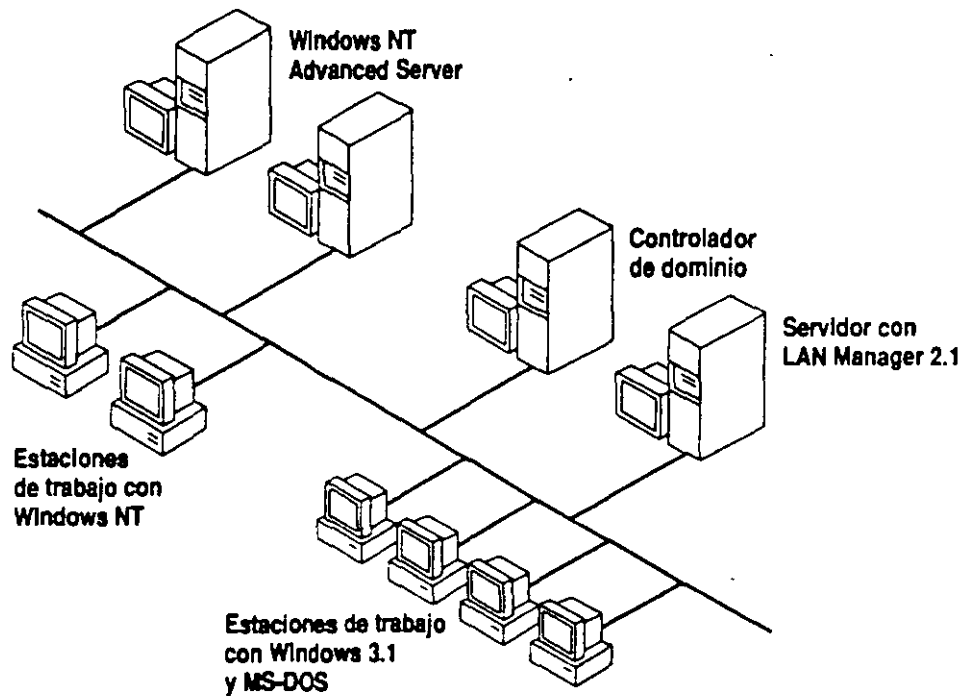 Windows NT
Advanced Server
Controlador
de dominio
Servidor con
LAN Manager 2.1
Estaciones
de trabajo con
Windows NT
Estaciones de trabajo
con Windows 3.1
y MS-DOS